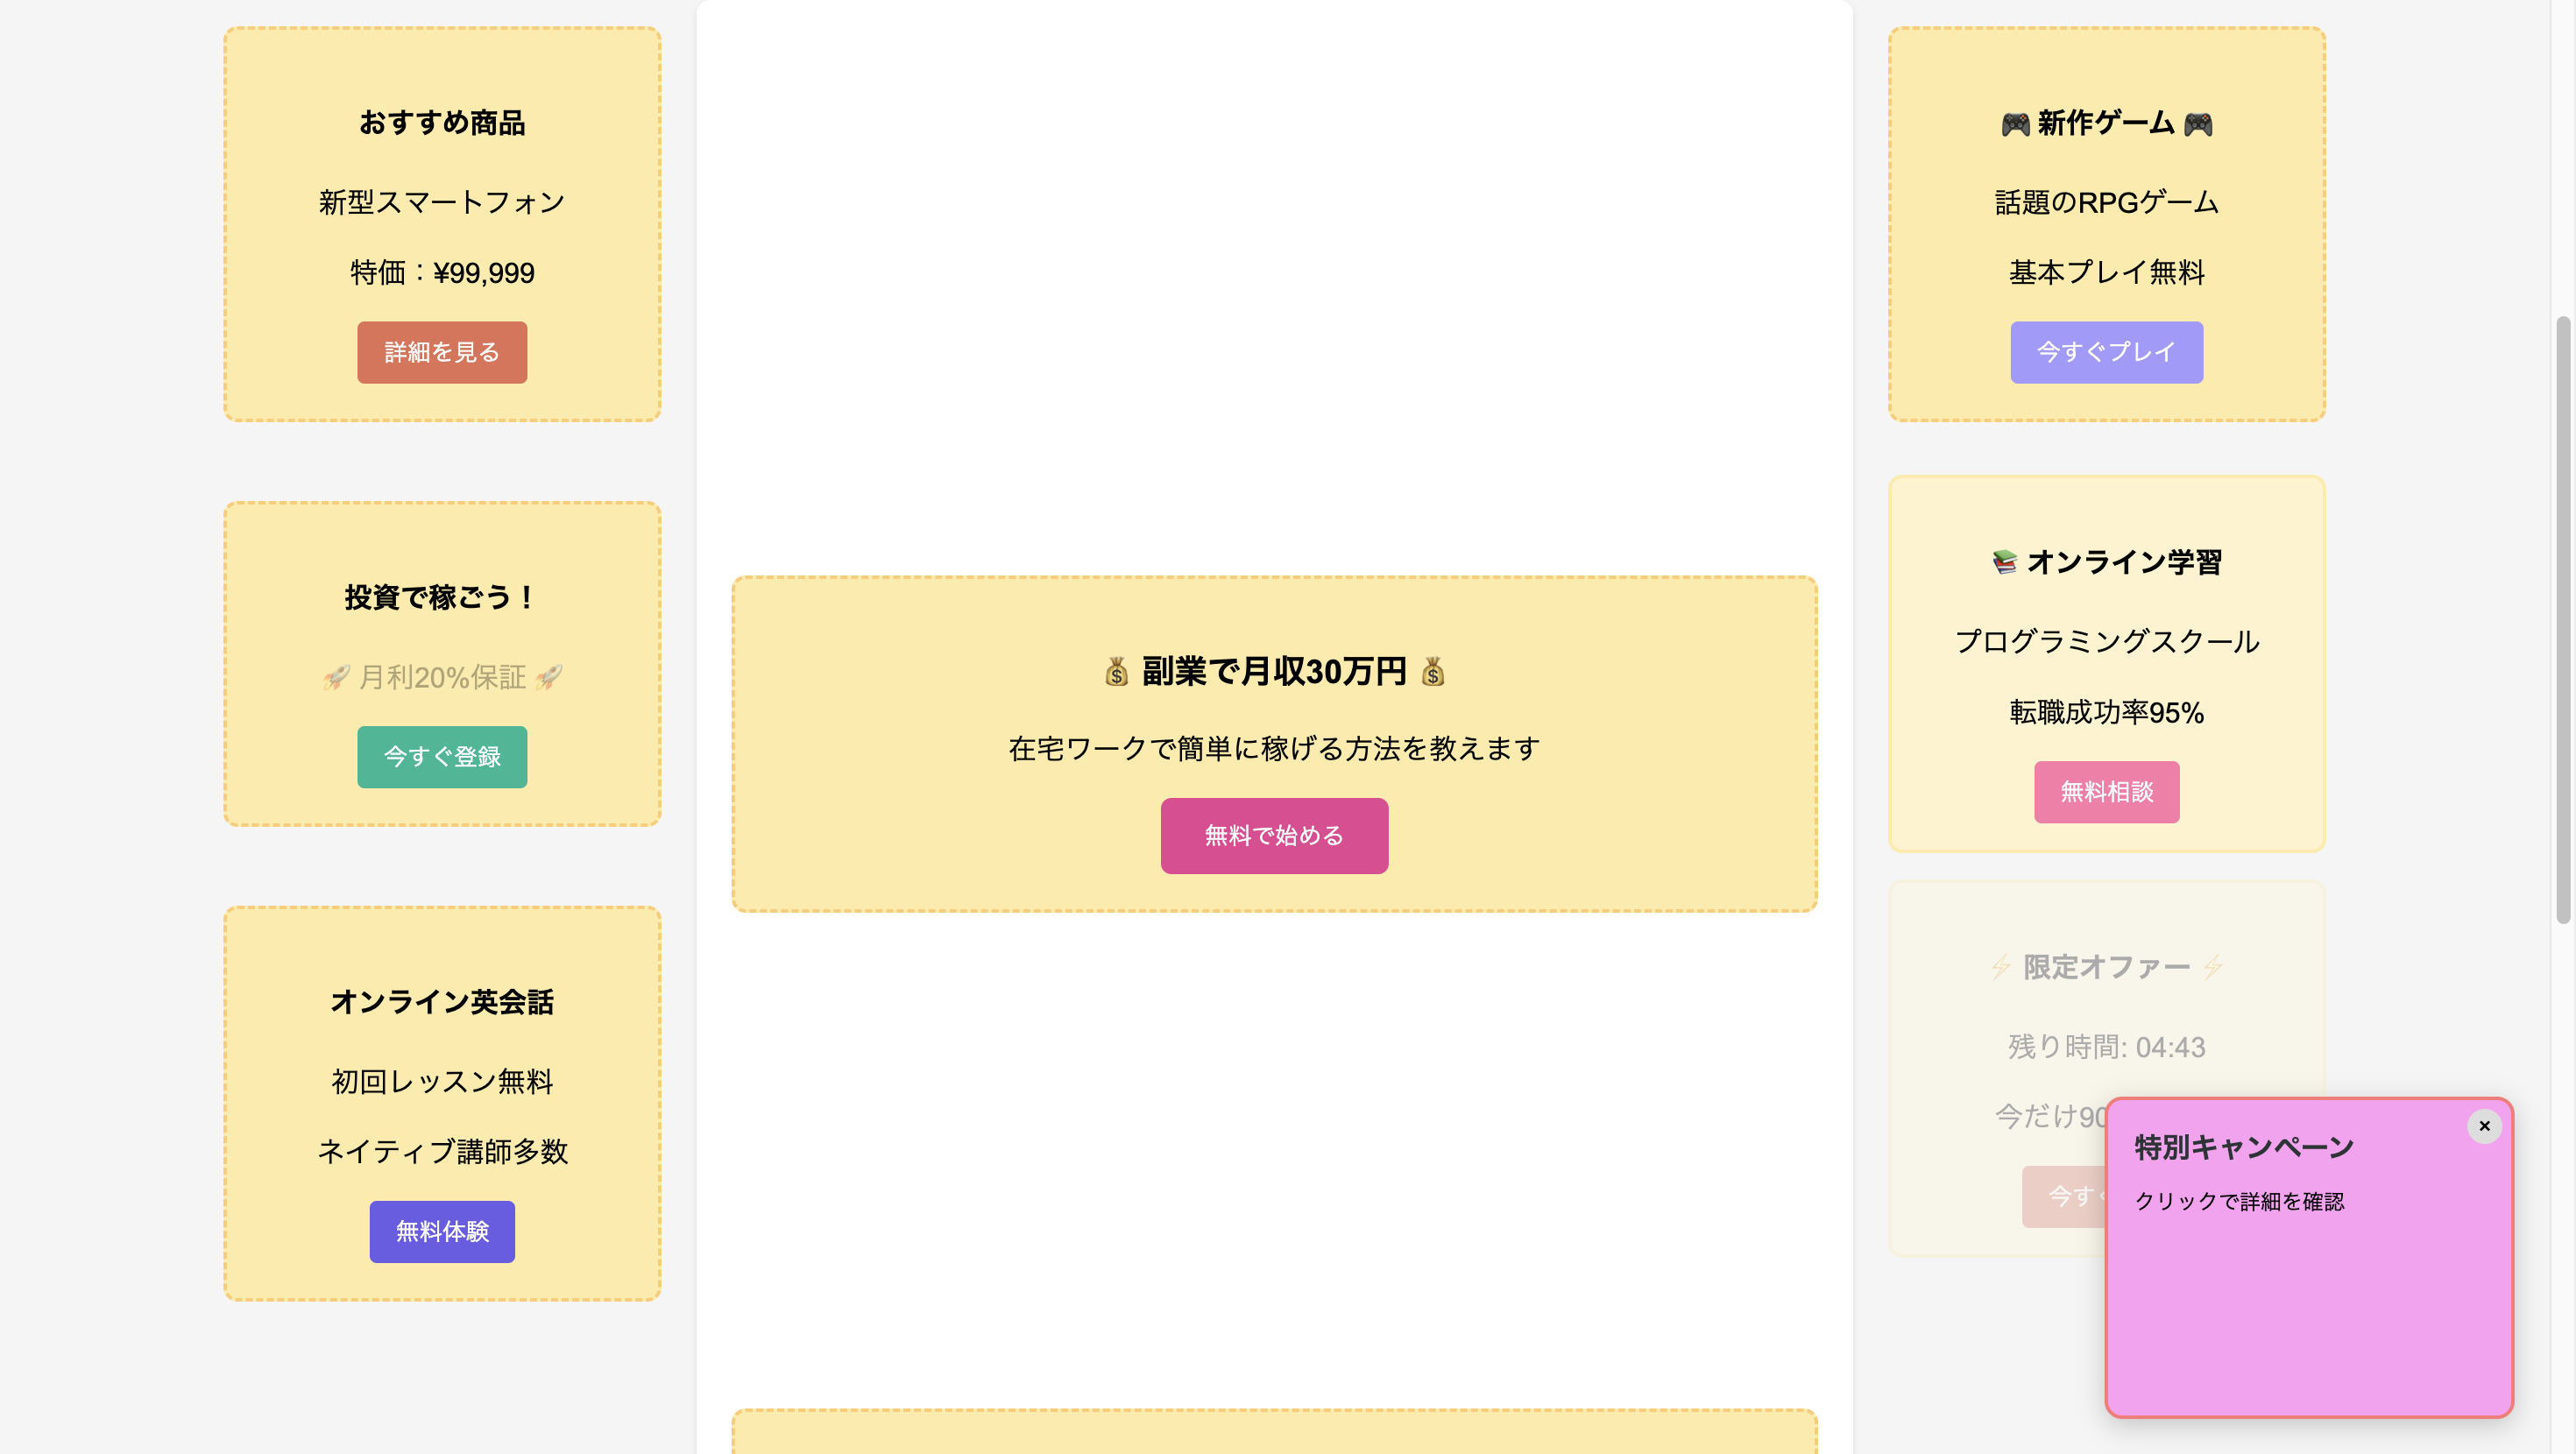 おすすめ商品
新型スマートフォン
特価：¥99,999
詳細を見る
投資で稼ごう！
🚀 月利20%保証 🚀
今すぐ登録
オンライン英会話
初回レッスン無料
ネイティブ講師多数
無料体験
💰 副業で月収30万円 💰
在宅ワークで簡単に稼げる方法を教えます
無料で始める
🎮 新作ゲーム 🎮
話題のRPGゲーム
基本プレイ無料
今すぐプレイ
📚 オンライン学習
プログラミングスクール
転職成功率95%
無料相談
⚡ 限定オファー ⚡
残り時間: 04:43
今だけ90
今すぐ
特別キャンペーン
×
クリックで詳細を確認